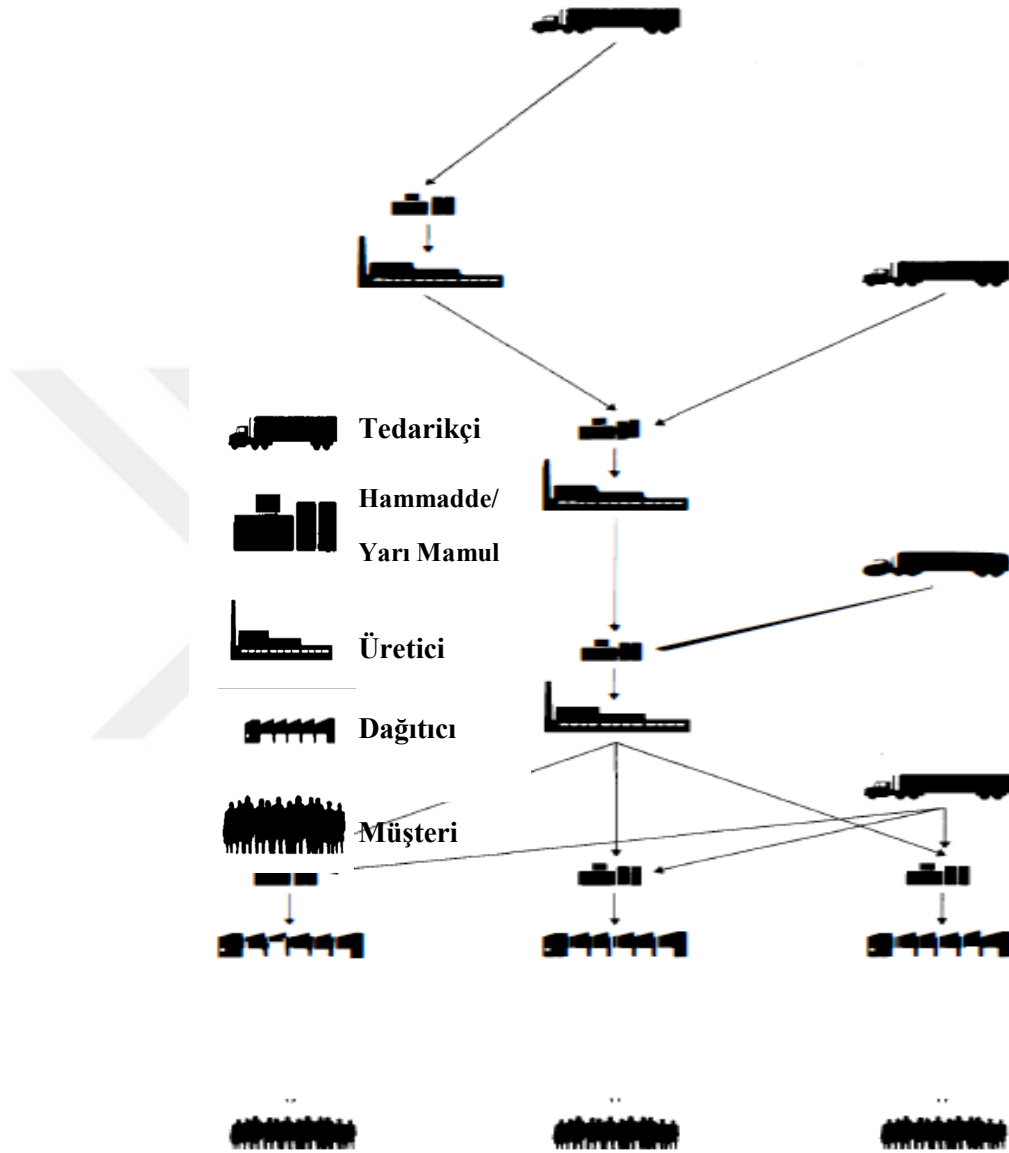 Tedarikçi
Hammadde/
Yarı Mamul
Üretici
Dağıtıcı
Müşteri